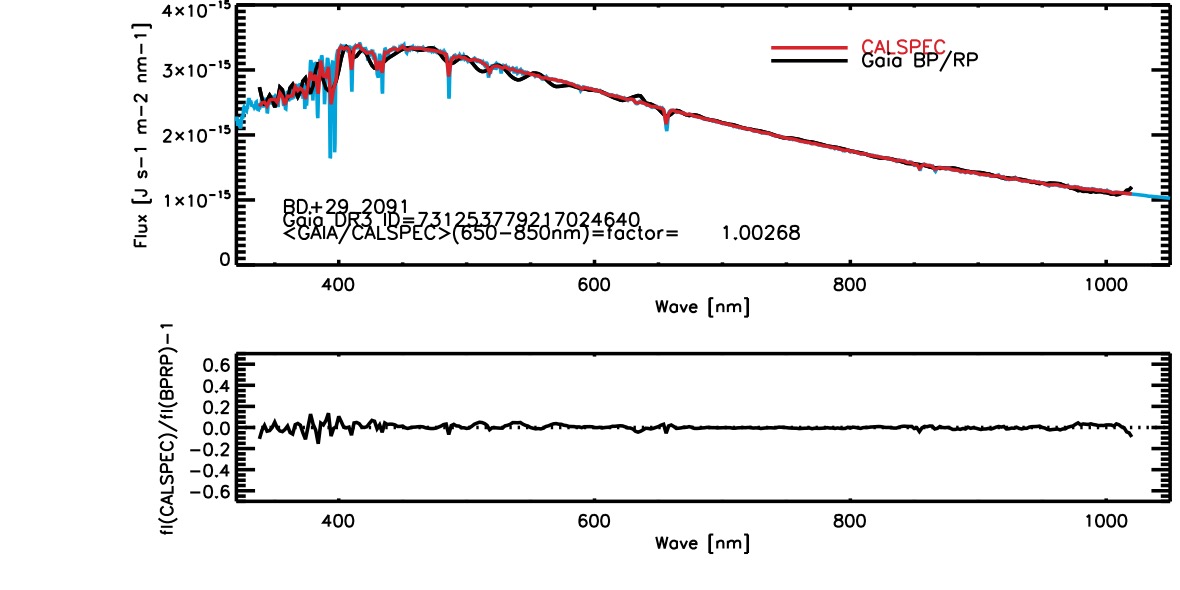 4×10−15
3×10−15
2×10−15
1×10−15
0
Flux [J s−1 m−2 nm−1]
CALSPEC
Gaia BP/RP
BD+29 2091
Gaia DR3 ID=731253779217024640
<GAIA/CALSPEC>(650−850nm)=factor= 1.00268
400 600 800 1000
Wave [nm]
fl(CALSPEC)/fl(BPRP)−1
0.6
0.4
0.2
0.0
−0.2
−0.4
−0.6
400 600 800 1000
Wave [nm]